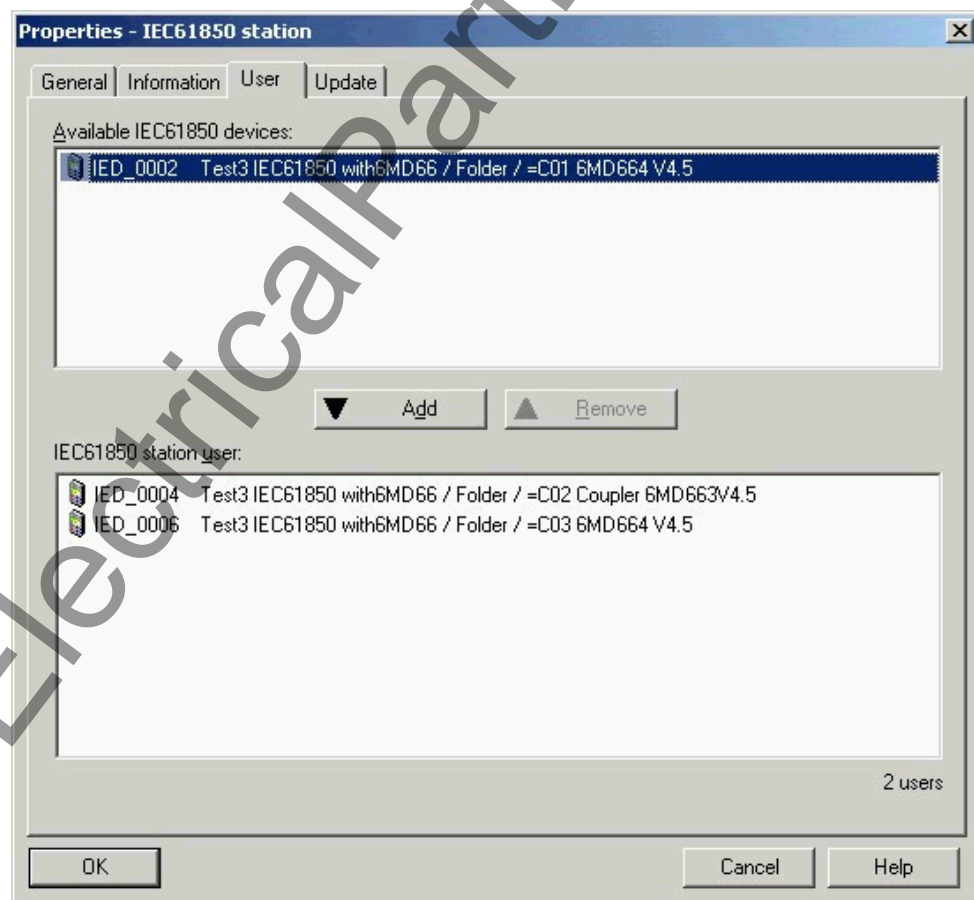 Properties - IEC61850 station
General Information User Update
Available IEC61850 devices:
IED_0002 Test3 IEC61850 with6MD66 / Folder / =C01 6MD664 V4.5
Add Remove
IEC61850 station user:
IED_0004 Test3 IEC61850 with6MD66 / Folder / =C02 Coupler 6MD663V4.5
IED_0006 Test3 IEC61850 with6MD66 / Folder / =C03 6MD664 V4.5
2 users
OK Cancel Help
ElectricalPart